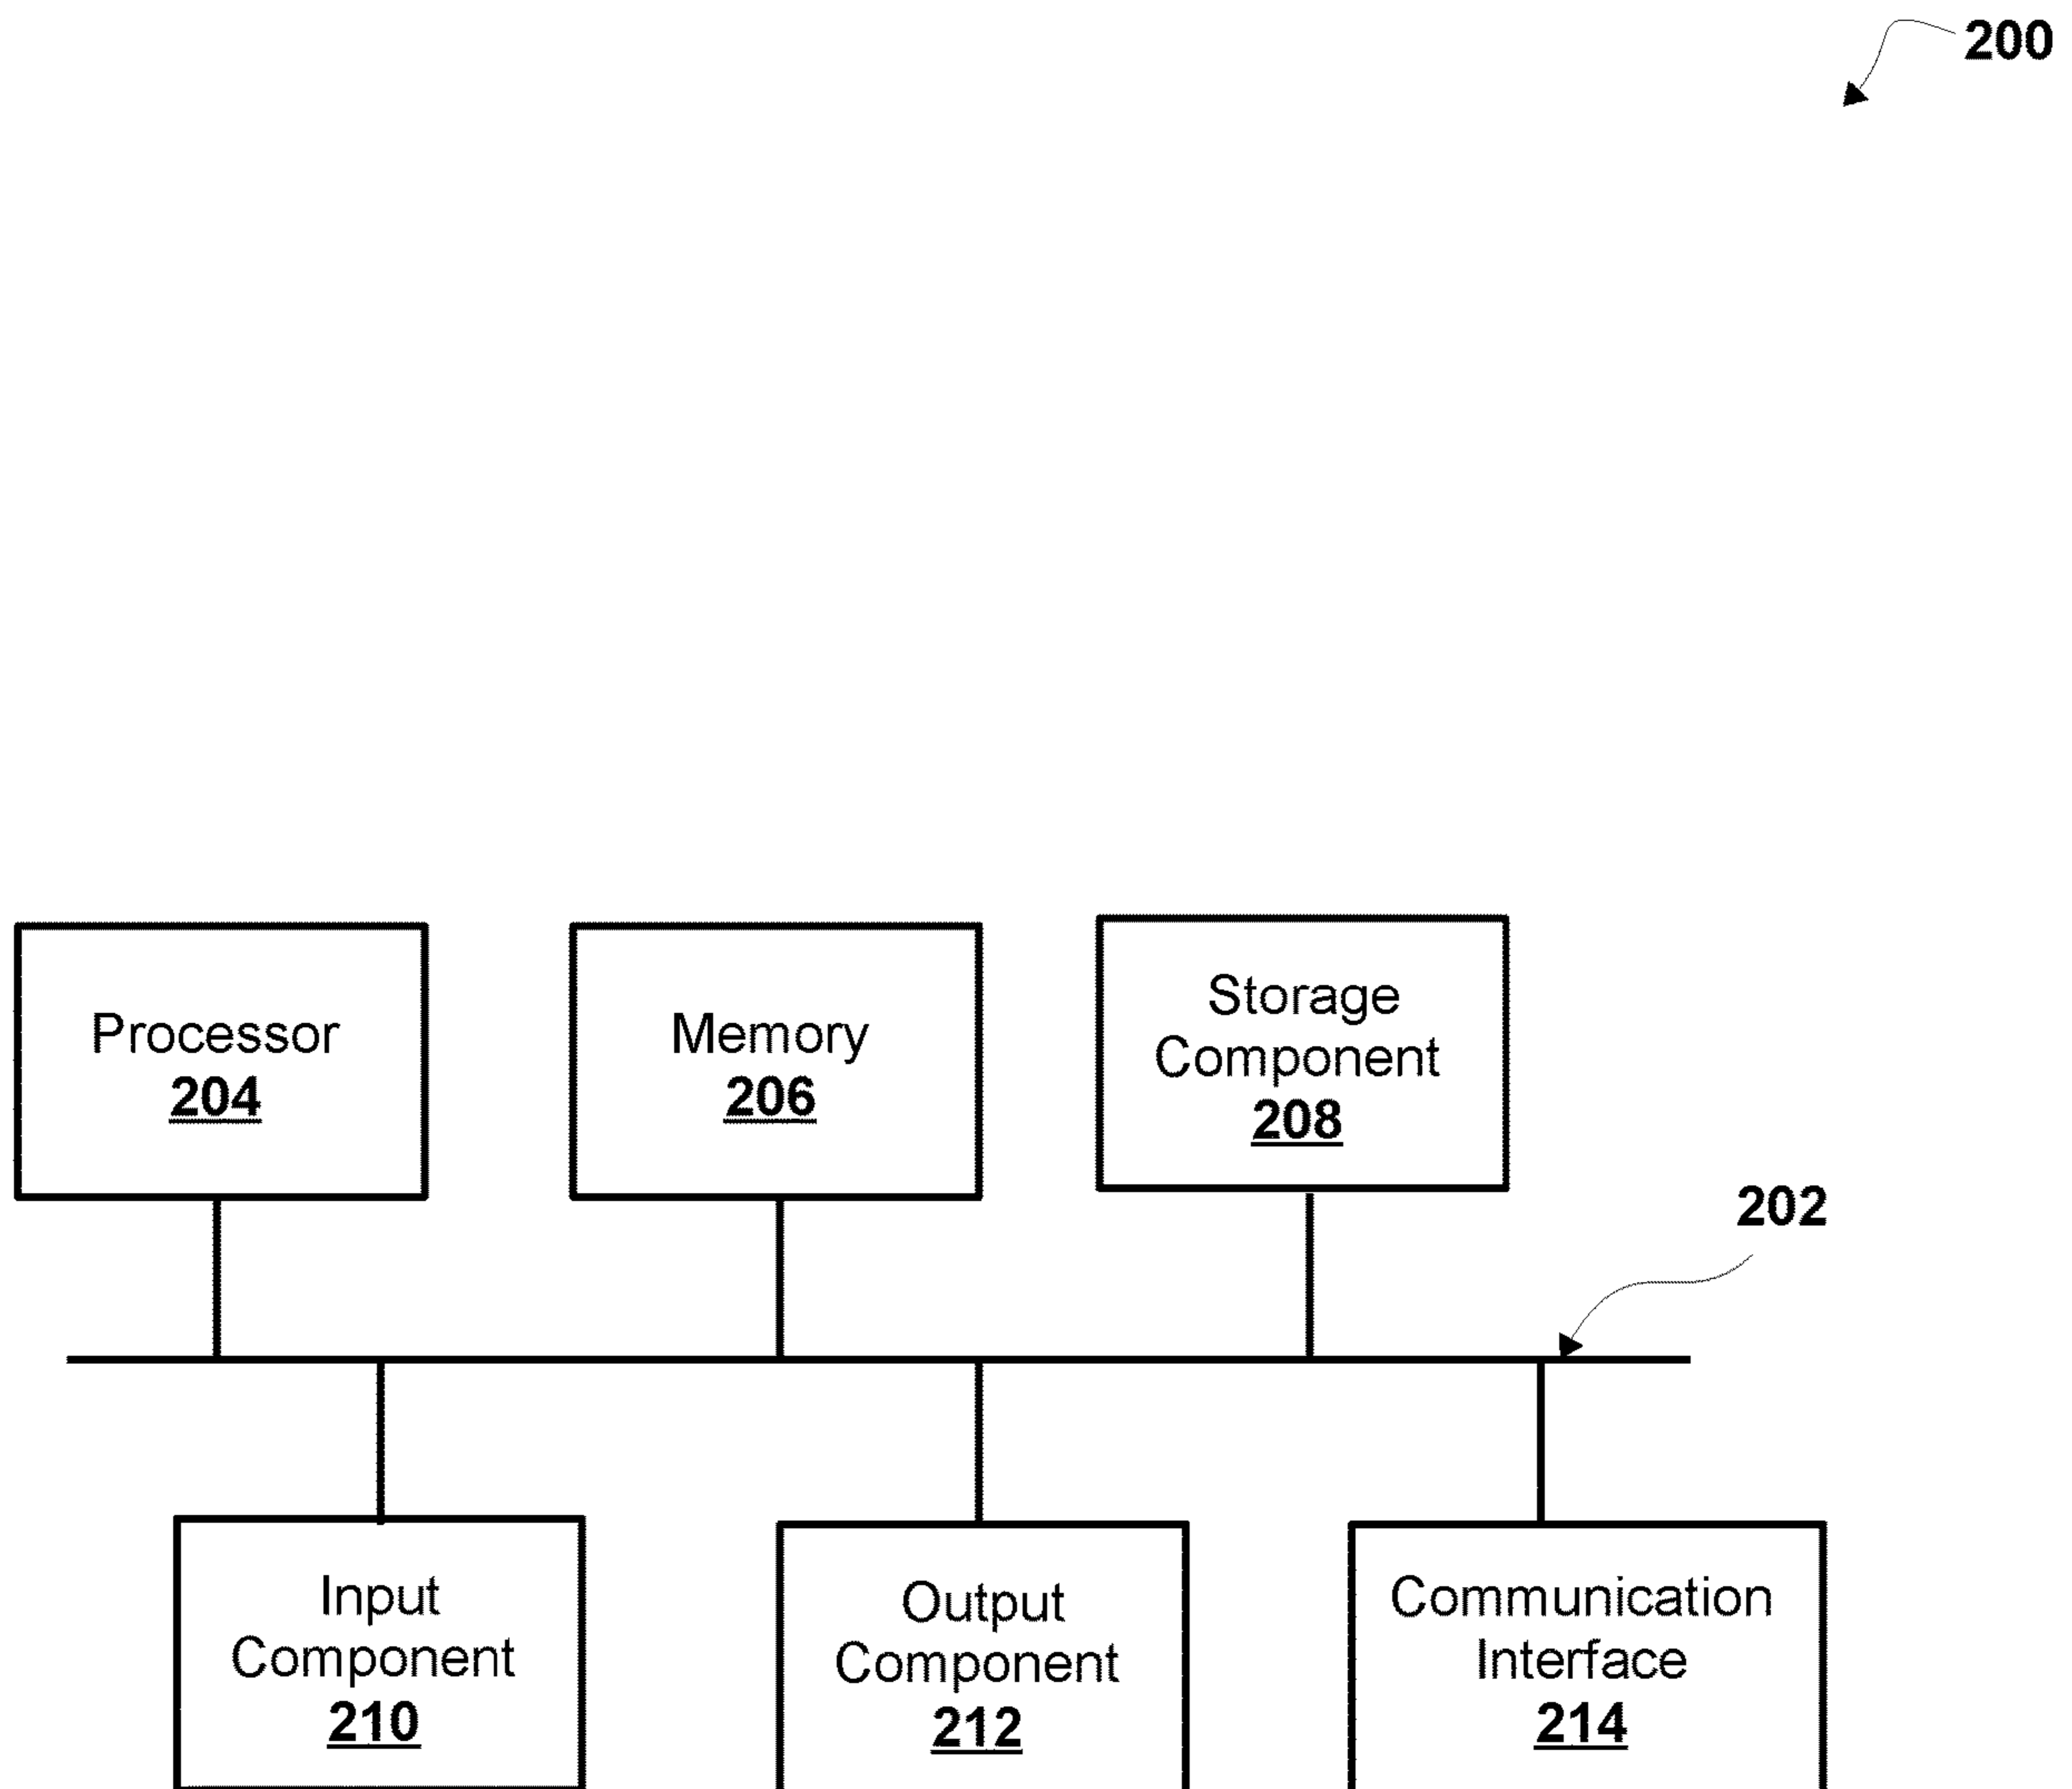 200
Processor
204
Memory
206
Storage
Component
208
202
Input
Component
210
Output
Component
212
Communication
Interface
214